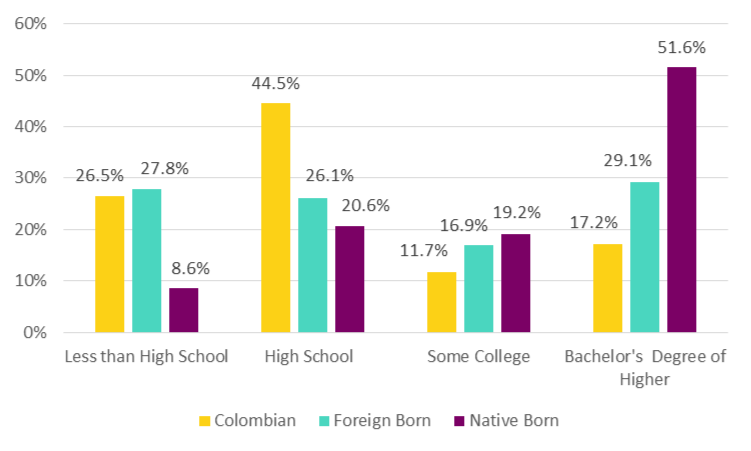 60%
50%
40%
30%
20%
10%
0%
26.5%
27.8%
8.6%
44.5%
26.1%
20.6%
11.7%
16.9%
19.2%
17.2%
29.1%
51.6%
Less than High School
High School
Some College
Bachelor's Degree of
Higher
Colombian
Foreign Born
Native Born